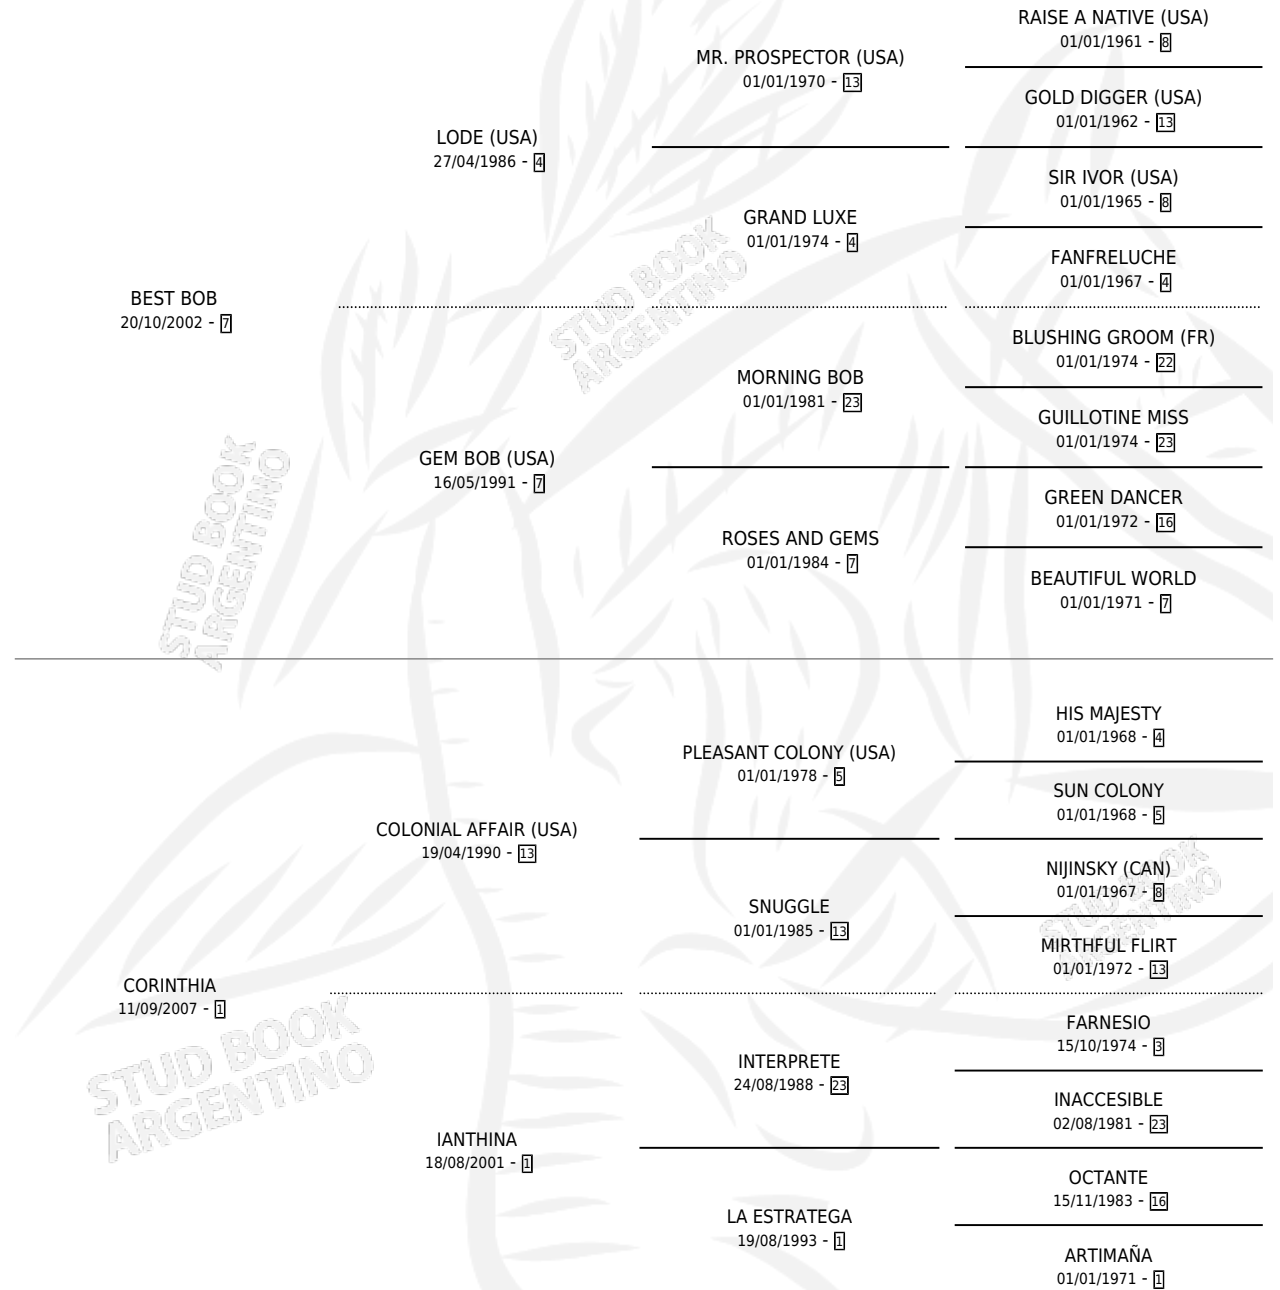 RAISE A NATIVE (USA)
01/01/1961 - 8
MR. PROSPECTOR (USA)
01/01/1970 - 13
GOLD DIGGER (USA)
01/01/1962 - 13
LODE (USA)
27/04/1986 - 4
SIR IVOR (USA)
01/01/1965 - 8
GRAND LUXE
01/01/1974 - 4
FANFRELUCHE
01/01/1967 - 4
BEST BOB
20/10/2002 - 7
STUD BOOK
ARGENTINO
BLUSHING GROOM (FR)
01/01/1974 - 22
MORNING BOB
01/01/1981 - 23
GUILLOTINE MISS
01/01/1974 - 23
GEM BOB (USA)
16/05/1991 - 7
GREEN DANCER
01/01/1972 - 16
ROSES AND GEMS
01/01/1984 - 7
BEAUTIFUL WORLD
01/01/1971 - 7
STUD BOOK
ARGENTINO
HIS MAJESTY
01/01/1968 - 4
PLEASANT COLONY (USA)
01/01/1978 - 5
SUN COLONY
01/01/1968 - 5
COLONIAL AFFAIR (USA)
19/04/1990 - 13
NIJINSKY (CAN)
01/01/1967 - 8
SNUGGLE
01/01/1985 - 13
MIRTHFUL FLIRT
01/01/1972 - 13
STUD BOOK
ARGENTINO
CORINTHIA
11/09/2007 - 1
FARNESIO
15/10/1974 - 3
INTERPRETE
24/08/1988 - 23
INACCESIBLE
02/08/1981 - 23
STUD BOOK
ARGENTINO
IANTHINA
18/08/2001 - 1
OCTANTE
15/11/1983 - 16
LA ESTRATEGA
19/08/1993 - 1
ARTIMAÑA
01/01/1971 - 1